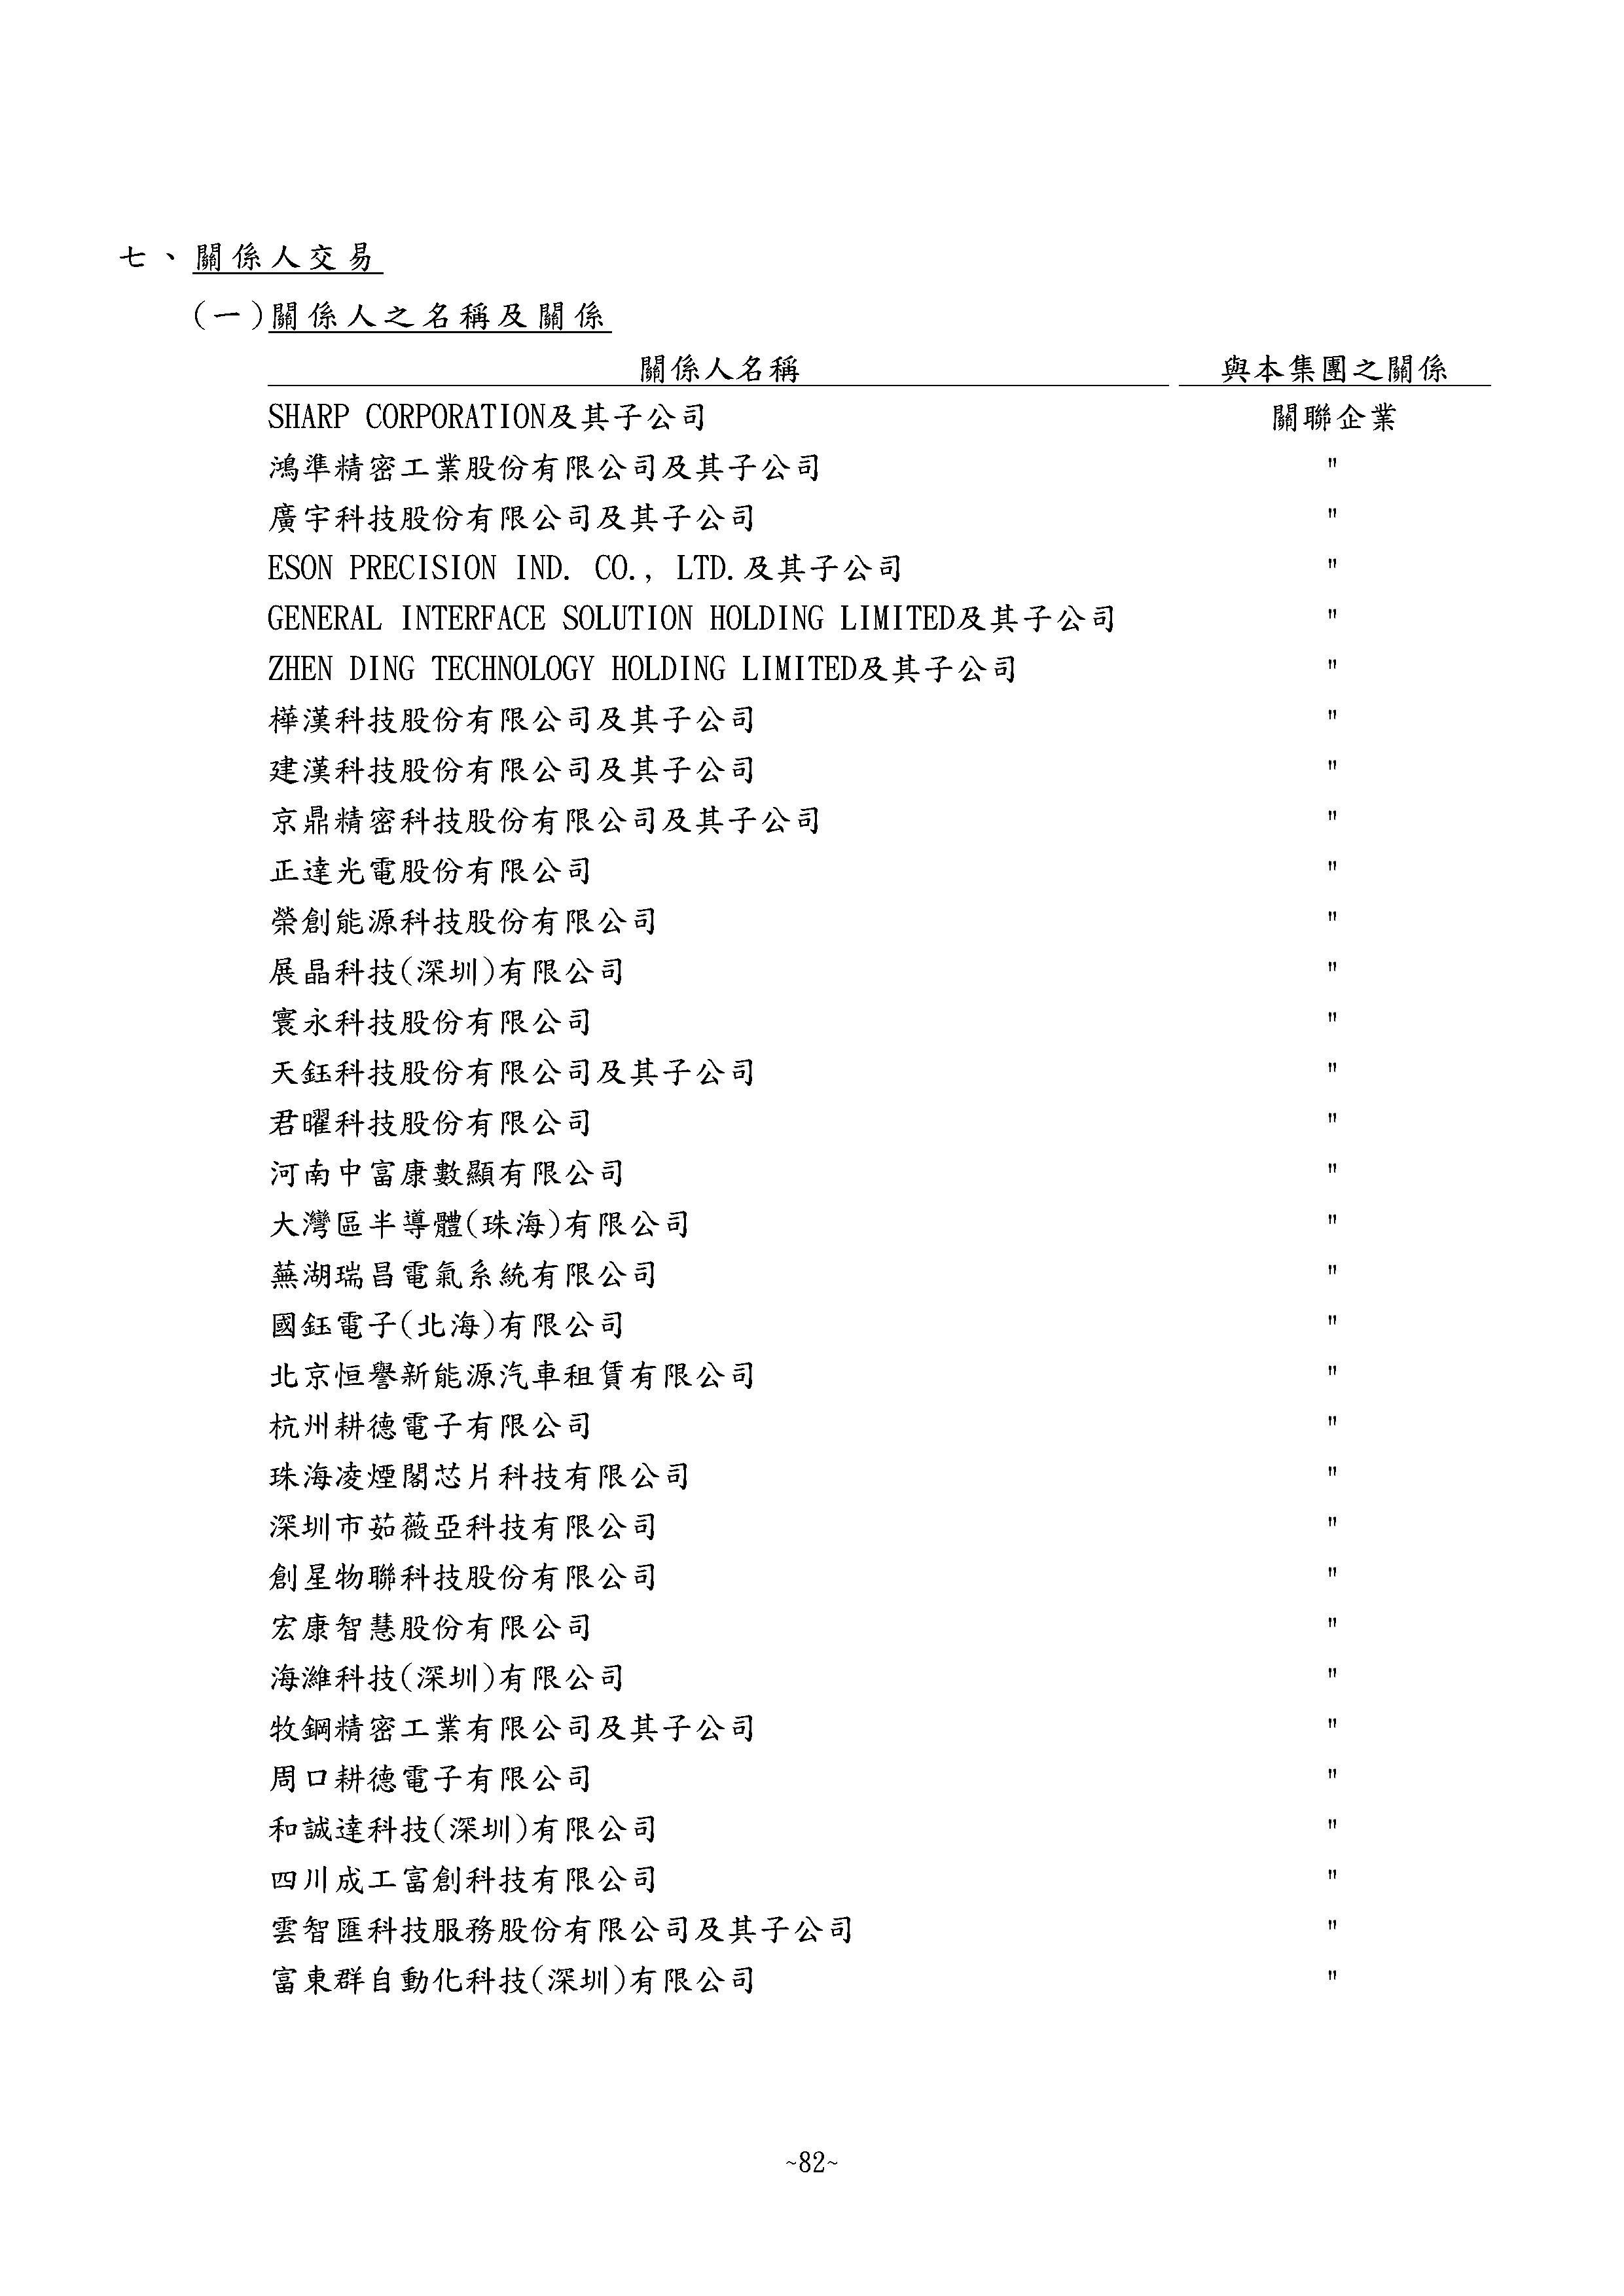 七、關係人交易
(一)關係人之名稱及關係
關係人名稱 與本集團之關係
SHARP CORPORATION及其子公司 關聯企業
鴻準精密工業股份有限公司及其子公司 "
廣宇科技股份有限公司及其子公司 "
ESON PRECISION IND. CO., LTD.及其子公司 "
GENERAL INTERFACE SOLUTION HOLDING LIMITED及其子公司 "
ZHEN DING TECHNOLOGY HOLDING LIMITED及其子公司 "
樺漢科技股份有限公司及其子公司 "
建漢科技股份有限公司及其子公司 "
京鼎精密科技股份有限公司及其子公司 "
正達光電股份有限公司 "
榮創能源科技股份有限公司 "
展晶科技(深圳)有限公司 "
寰永科技股份有限公司 "
天鈺科技股份有限公司及其子公司 "
君曜科技股份有限公司 "
河南中富康數顯有限公司 "
大灣區半導體(珠海)有限公司 "
蕪湖瑞昌電氣系統有限公司 "
國鈺電子(北海)有限公司 "
北京恒譽新能源汽車租賃有限公司 "
杭州耕德電子有限公司 "
珠海凌煙閣芯片科技有限公司 "
深圳市茹薇亞科技有限公司 "
創星物聯科技股份有限公司 "
宏康智慧股份有限公司 "
海濰科技(深圳)有限公司 "
牧鋼精密工業有限公司及其子公司 "
周口耕德電子有限公司 "
和誠達科技(深圳)有限公司 "
四川成工富創科技有限公司 "
雲智匯科技服務股份有限公司及其子公司 "
富東群自動化科技(深圳)有限公司 "
~82~